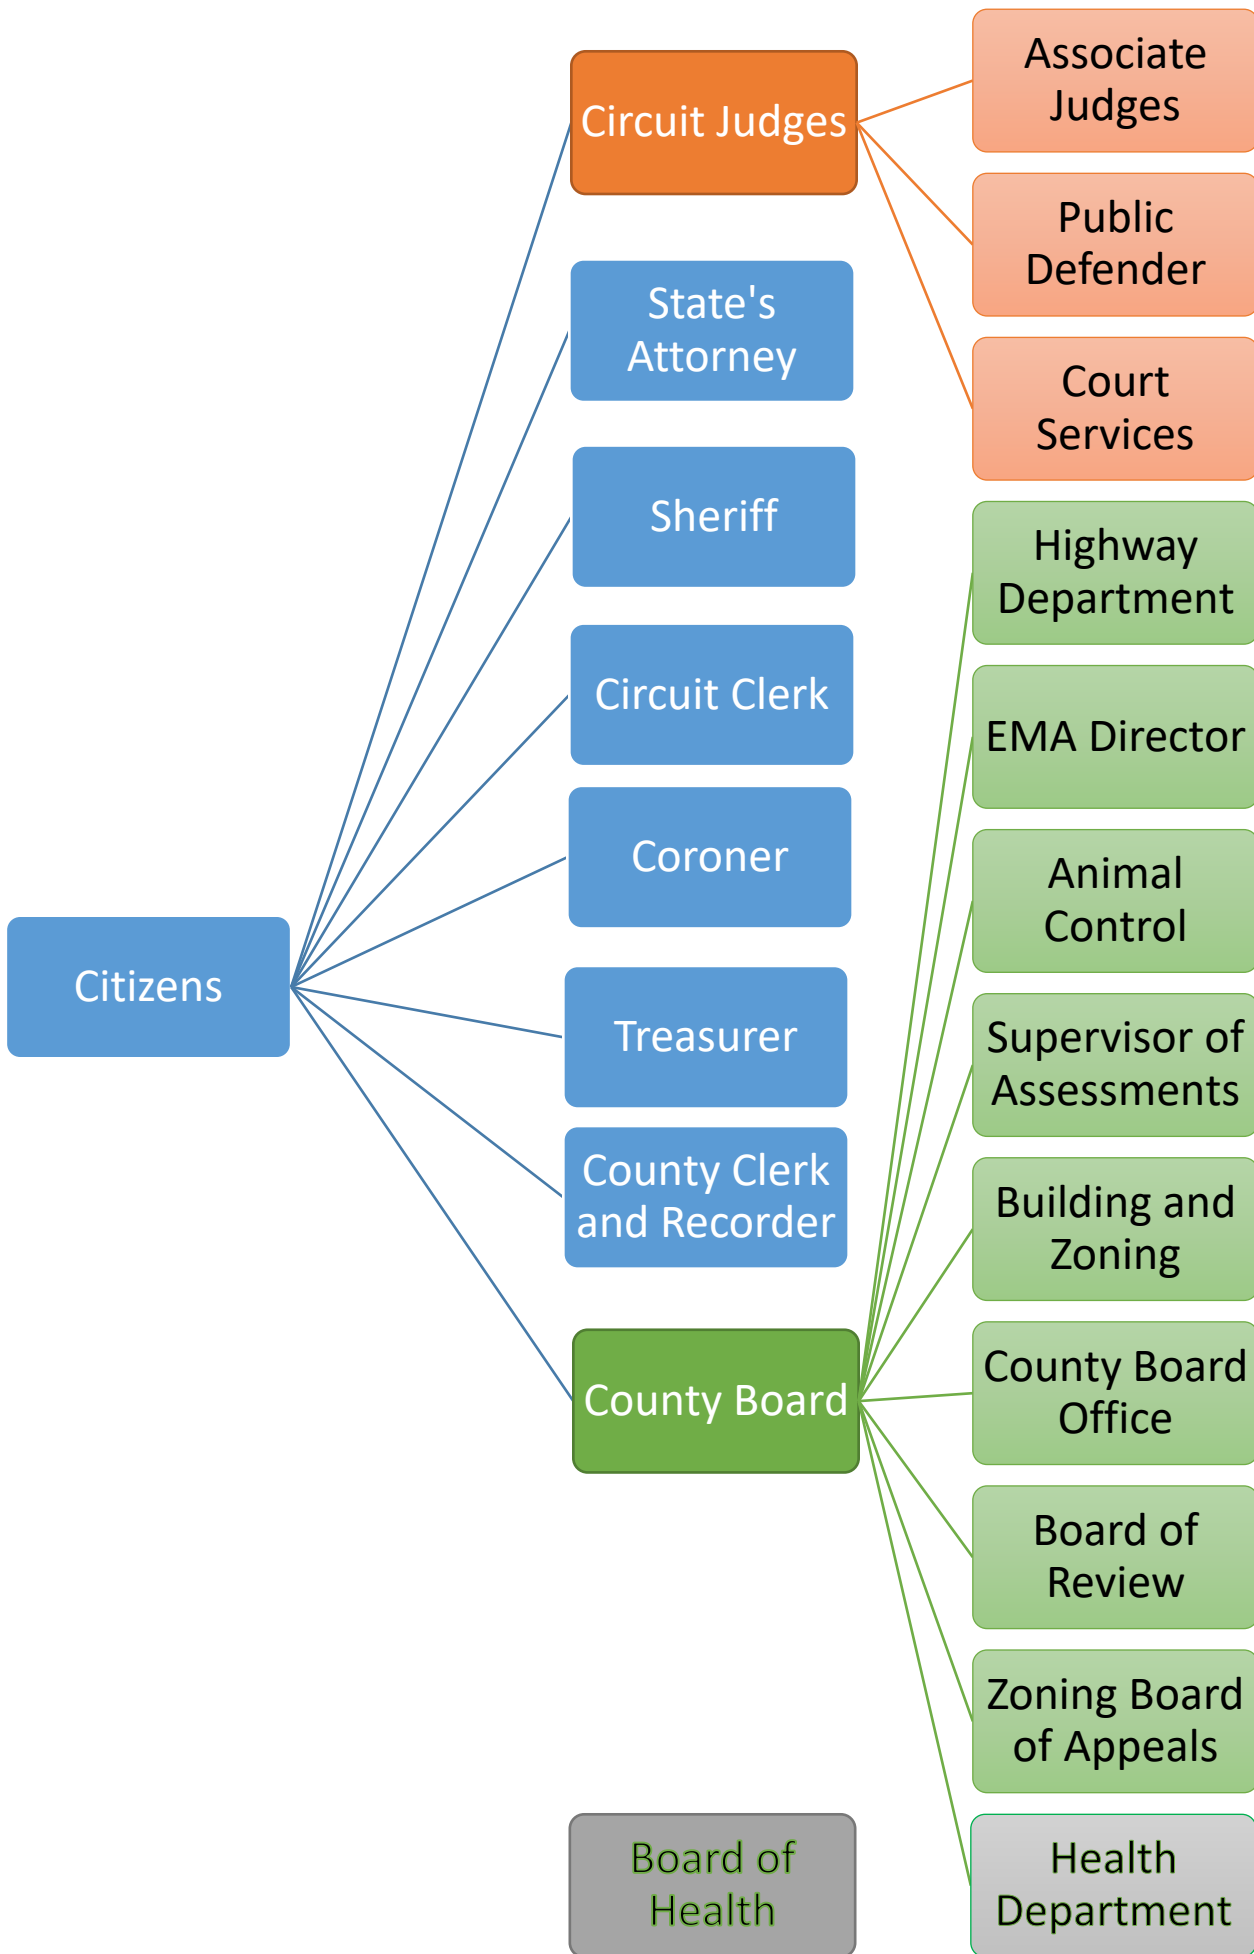 Citizens
Circuit Judges
State's
Attorney
Sheriff
Circuit Clerk
Coroner
Treasurer
County Clerk
and Recorder
County Board
Board of
Health
Associate
Judges
Public
Defender
Court
Services
Highway
Department
EMA Director
Animal
Control
Supervisor of
Assessments
Building and
Zoning
County Board
Office
Board of
Review
Zoning Board
of Appeals
Health
Department